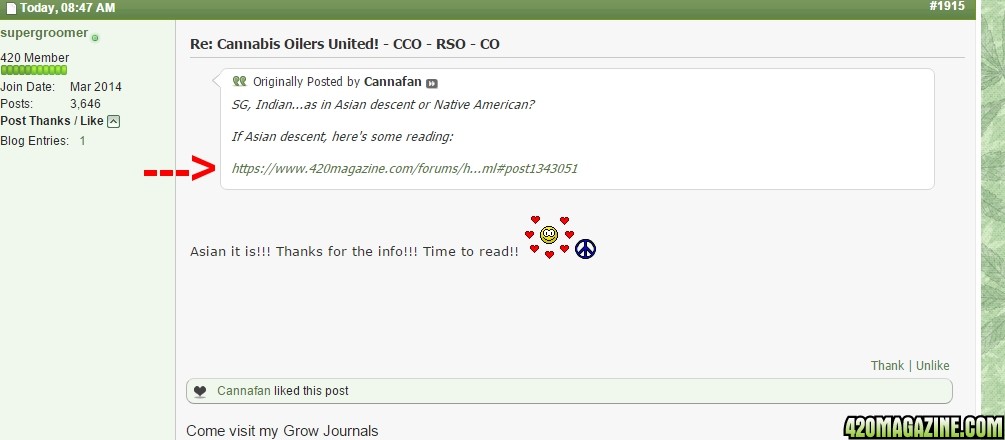 Today, 08:47 AM
#1915
supergroomer
420 Member
Join Date: Mar 2014
Posts: 3,646
Post Thanks / Like
Blog Entries: 1
Re: Cannabis Oilers United! - CCO - RSO - CO
Originally Posted by Cannafan
SG, Indian...as in Asian descent or Native American?
If Asian descent, here's some reading:
--->
https://www.420magazine.com/forums/h...ml#post1343051
Asian it is!!! Thanks for the info!!! Time to read!!
Thank | Unlike
Cannafan liked this post
Come visit my Grow Journals
420MAGAZINE.COM